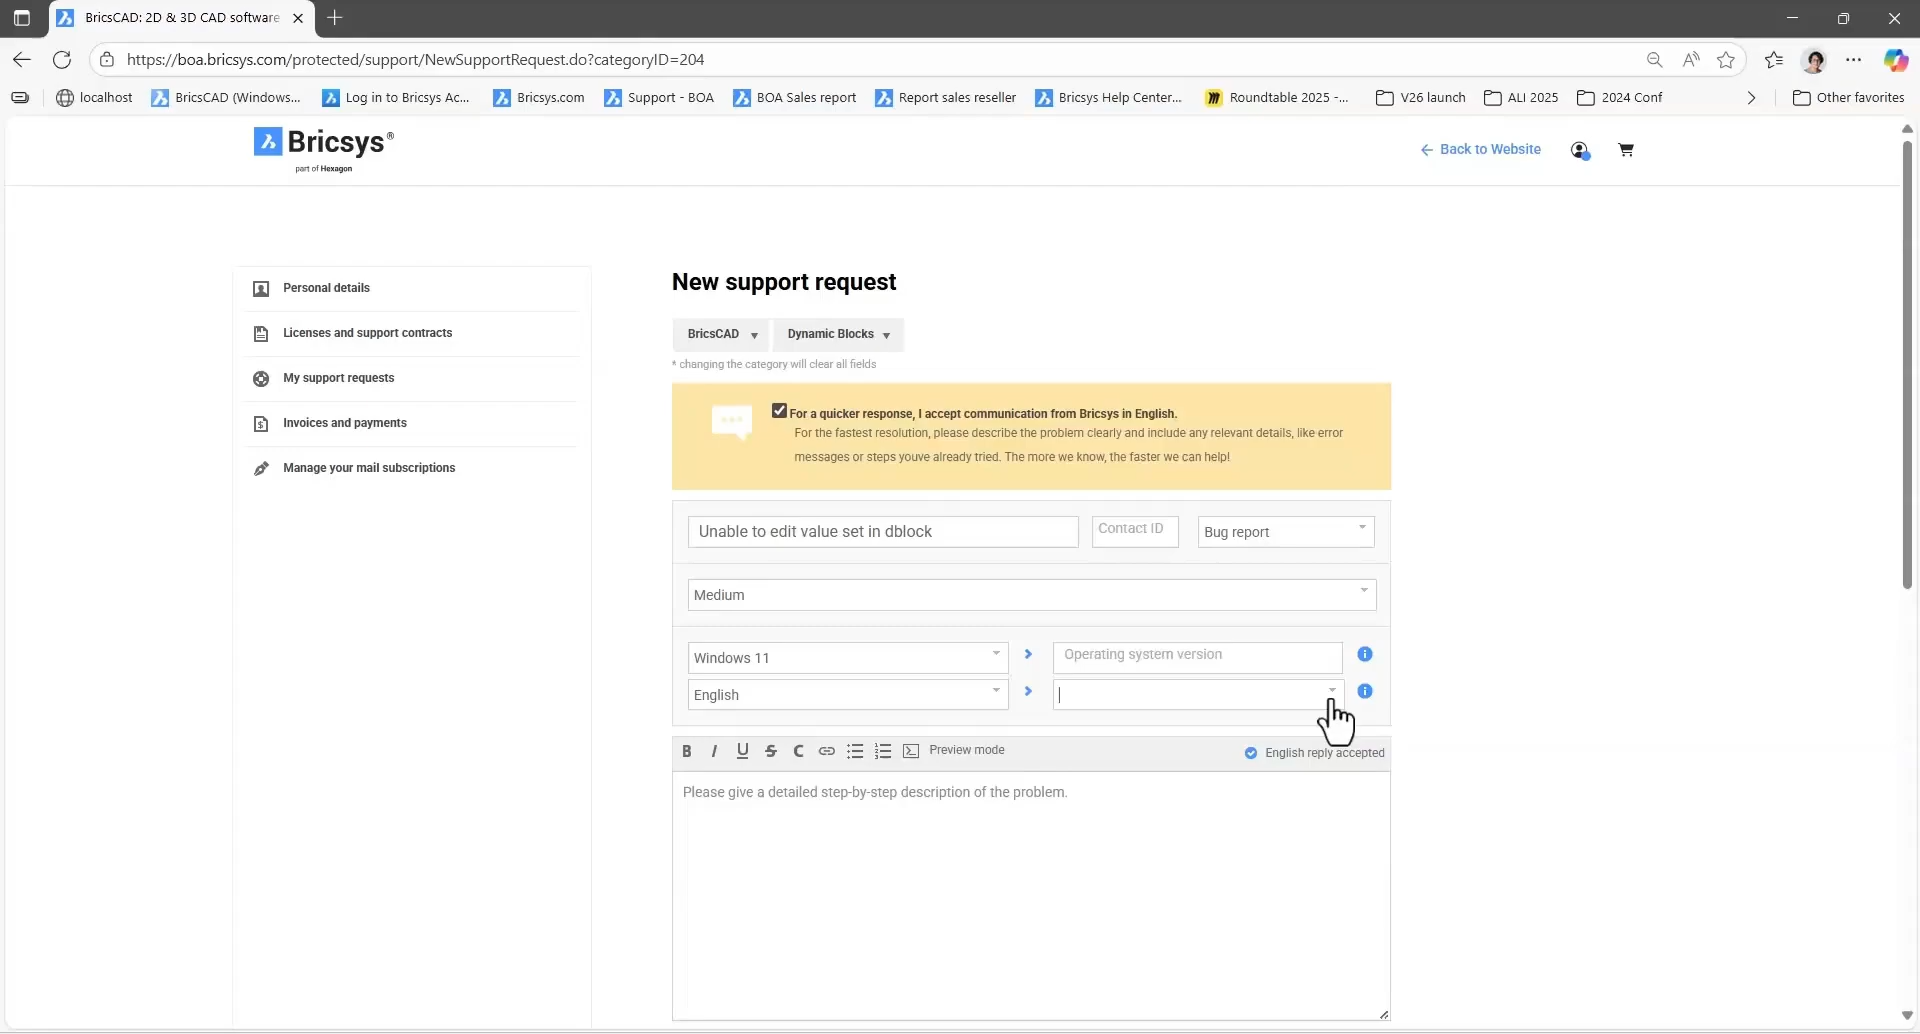 BricsCAD: 2D & 3D CAD software
https://boa.bricsys.com/protected/support/NewSupportRequest.do?categoryID=204
localhost
BricsCAD (Windows...
Log in to Bricsys Ac...
Bricsys.com
Support - BOA
BOA Sales report
Report sales reseller
Bricsys Help Center...
Roundtable 2025 -...
V26 launch
ALI 2025
2024 Conf
Other favorites
Bricsys®
part of Hexagon
Back to Website
Personal details
Licenses and support contracts
My support requests
Invoices and payments
Manage your mail subscriptions
New support request
BricsCAD
Dynamic Blocks
* changing the category will clear all fields
For a quicker response, I accept communication from Bricsys in English.
For the fastest resolution, please describe the problem clearly and include any relevant details, like error
messages or steps youve already tried. The more we know, the faster we can help!
Unable to edit value set in dblock
Contact ID
Bug report
Medium
Windows 11
Operating system version
English
B I U S C
Preview mode
English reply accepted
Please give a detailed step-by-step description of the problem.